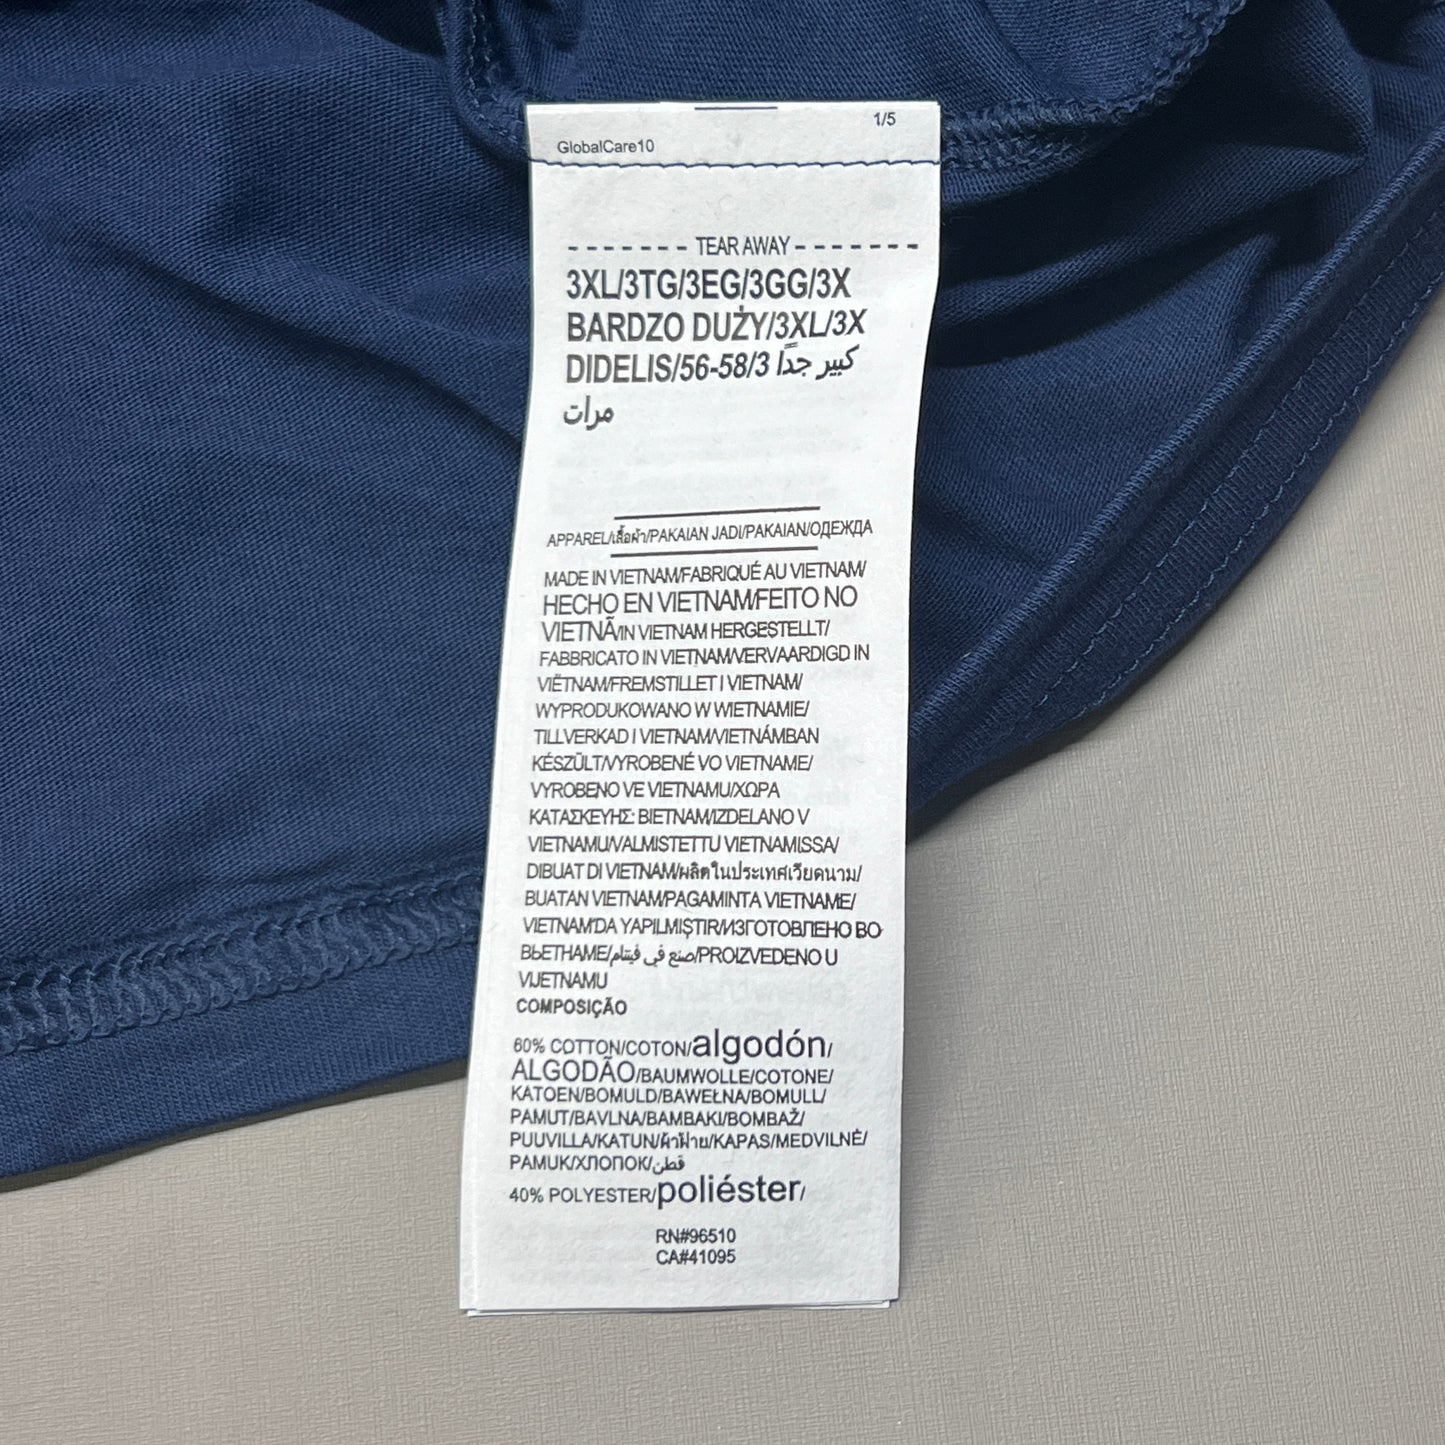 1/5
GlobalCare10
- - - - - - - TEAR AWAY - - - - - - -
3XL/3TG/3EG/3GG/3X
BARDZO DUŻY/3XL/3X
DIDELIS/56-58/3 كبير جداً
مرات
APPAREL/เสื้อผ้า/PAKAIAN JADI/PAKAIAN/ОДЕЖДА
MADE IN VIETNAM/FABRIQUÉ AU VIETNAM/
HECHO EN VIETNAM/FEITO NO
VIETNÃ/IN VIETNAM HERGESTELLT/
FABBRICATO IN VIETNAM/VERVAARDIGD IN
VIËTNAM/FREMSTILLET I VIETNAM/
WYPRODUKOWANO W WIETNAMIE/
TILLVERKAD I VIETNAM/VIETNÁMBAN
KÉSZÜLT/VYROBENÉ VO VIETNAME/
VYROBENO VE VIETNAMU/ΧΩΡΑ
ΚΑΤΑΣΚΕΥΗΣ: ΒΙΕΤΝΑΜ/IZDELANO V
VIETNAMU/VALMISTETTU VIETNAMISSA/
DIBUAT DI VIETNAM/ผลิตในประเทศเวียดนาม/
BUATAN VIETNAM/PAGAMINTA VIETNAME/
VIETNAM'DA YAPILMIŞTIR/ИЗГОТОВЛЕНО ВО
ВЬЕТНАМЕ/صنع في فيتنام/PROIZVEDENO U
VIJETNAMU
COMPOSIÇÃO
60% COTTON/COTON/algodón/
ALGODÃO/BAUMWOLLE/COTONE/
KATOEN/BOMULD/BAWEŁNA/BOMULL/
PAMUT/BAVLNA/ΒΑΜΒΑΚΙ/BOMBAŽ/
PUUVILLA/KATUN/ผ้าฝ้าย/KAPAS/MEDVILNĖ/
PAMUK/ХЛОПОК/قطن
40% POLYESTER/poliéster/
RN#96510
CA#41095